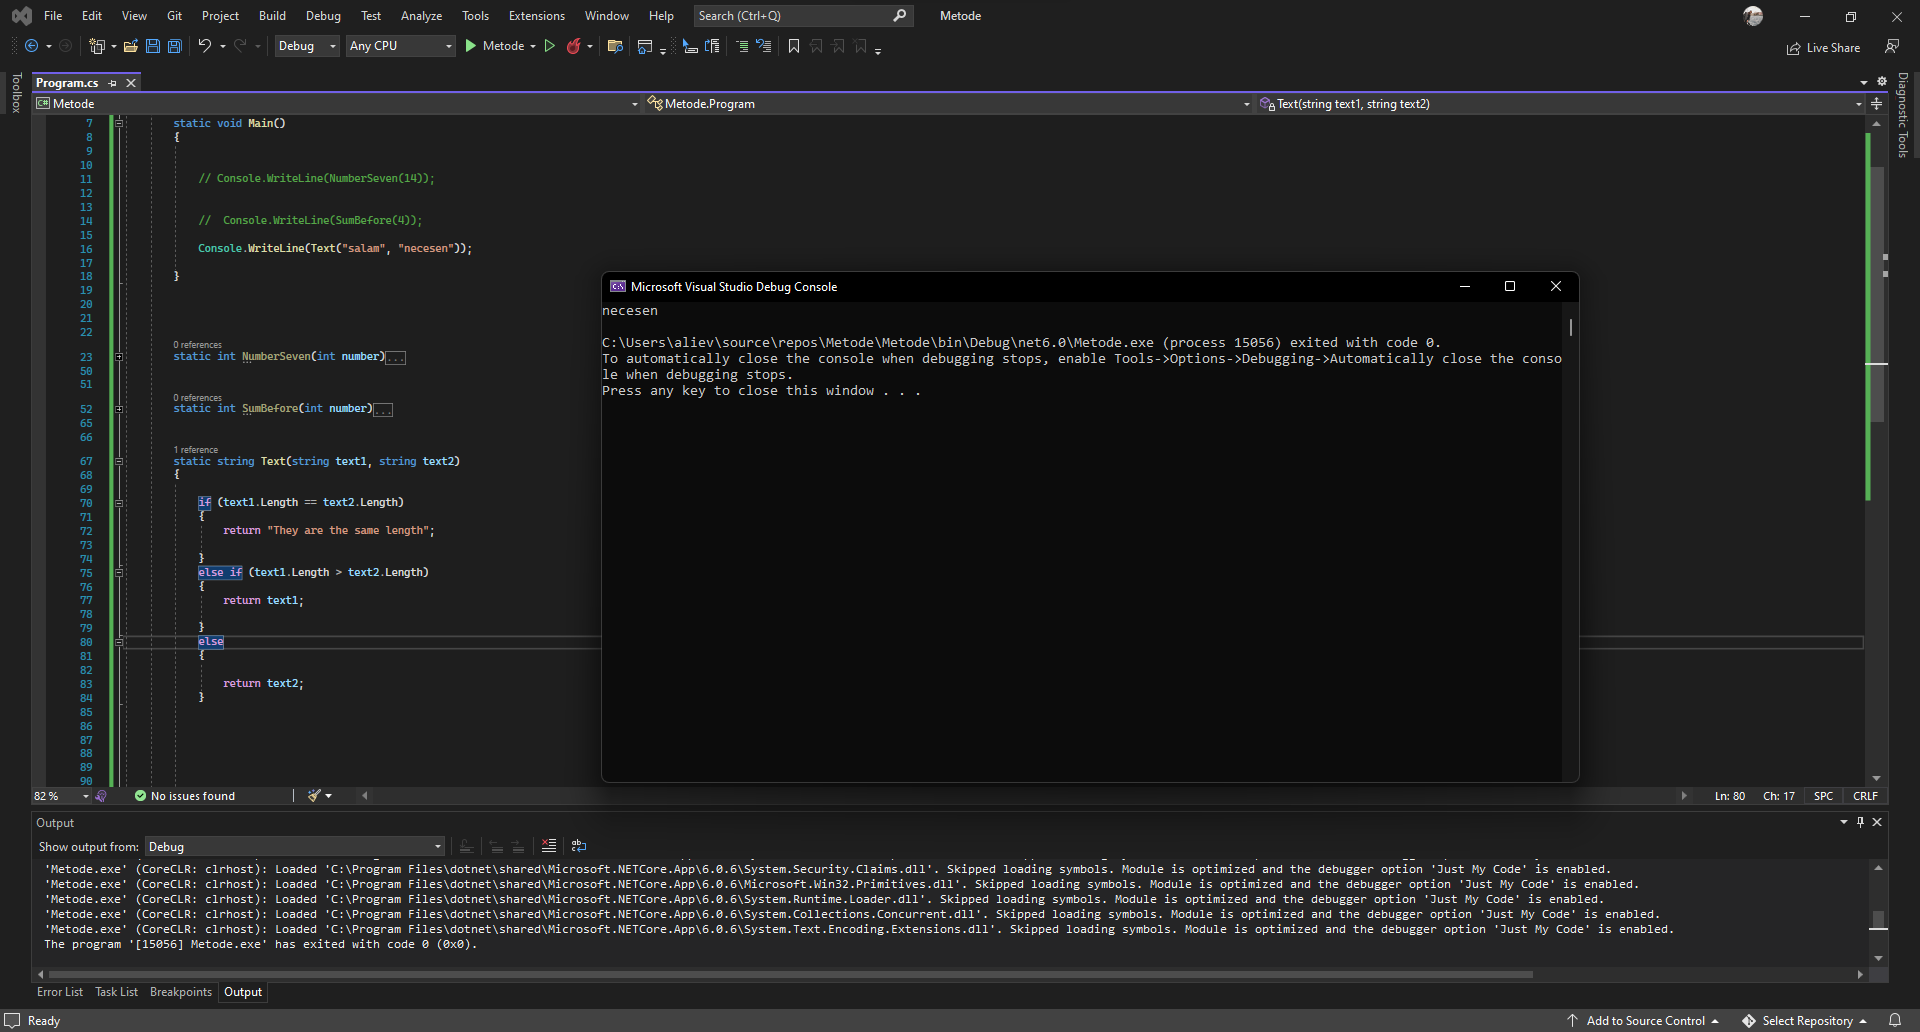 File Edit View Git Project Build Debug Test Analyze Tools Extensions Window Help Search (Ctrl+Q) Metode
Debug Any CPU Metode Live Share
Toolbox
Program.cs
Metode Metode.Program Text(string text1, string text2)
Diagnostic Tools
7 static void Main()
8 {
9
10
11 // Console.WriteLine(NumberSeven(14));
12
13
14 //  Console.WriteLine(SumBefore(4));
15
16 Console.WriteLine(Text("salam", "necesen"));
17
18 }
19
20
21
22
0 references
23 static int NumberSeven(int number)...
50
51
0 references
52 static int SumBefore(int number)...
65
66
1 reference
67 static string Text(string text1, string text2)
68 {
69
70 if (text1.Length == text2.Length)
71 {
72 return "They are the same length";
73
74 }
75 else if (text1.Length > text2.Length)
76 {
77 return text1;
78
79 }
80 else
81 {
82
83 return text2;
84 }
85
86
87
88
89
90
Microsoft Visual Studio Debug Console
necesen
C:\Users\aliev\source\repos\Metode\Metode\bin\Debug\net6.0\Metode.exe (process 15056) exited with code 0.
To automatically close the console when debugging stops, enable Tools->Options->Debugging->Automatically close the conso
le when debugging stops.
Press any key to close this window . . .
82 % No issues found Ln: 80 Ch: 17 SPC CRLF
Output
Show output from: Debug
'Metode.exe' (CoreCLR: clrhost): Loaded 'C:\Program Files\dotnet\shared\Microsoft.NETCore.App\6.0.6\System.Security.Claims.dll'. Skipped loading symbols. Module is optimized and the debugger option 'Just My Code' is enabled.
'Metode.exe' (CoreCLR: clrhost): Loaded 'C:\Program Files\dotnet\shared\Microsoft.NETCore.App\6.0.6\Microsoft.Win32.Primitives.dll'. Skipped loading symbols. Module is optimized and the debugger option 'Just My Code' is enabled.
'Metode.exe' (CoreCLR: clrhost): Loaded 'C:\Program Files\dotnet\shared\Microsoft.NETCore.App\6.0.6\System.Runtime.Loader.dll'. Skipped loading symbols. Module is optimized and the debugger option 'Just My Code' is enabled.
'Metode.exe' (CoreCLR: clrhost): Loaded 'C:\Program Files\dotnet\shared\Microsoft.NETCore.App\6.0.6\System.Collections.Concurrent.dll'. Skipped loading symbols. Module is optimized and the debugger option 'Just My Code' is enabled.
'Metode.exe' (CoreCLR: clrhost): Loaded 'C:\Program Files\dotnet\shared\Microsoft.NETCore.App\6.0.6\System.Text.Encoding.Extensions.dll'. Skipped loading symbols. Module is optimized and the debugger option 'Just My Code' is enabled.
The program '[15056] Metode.exe' has exited with code 0 (0x0).
Error List Task List Breakpoints Output
Ready Add to Source Control Select Repository